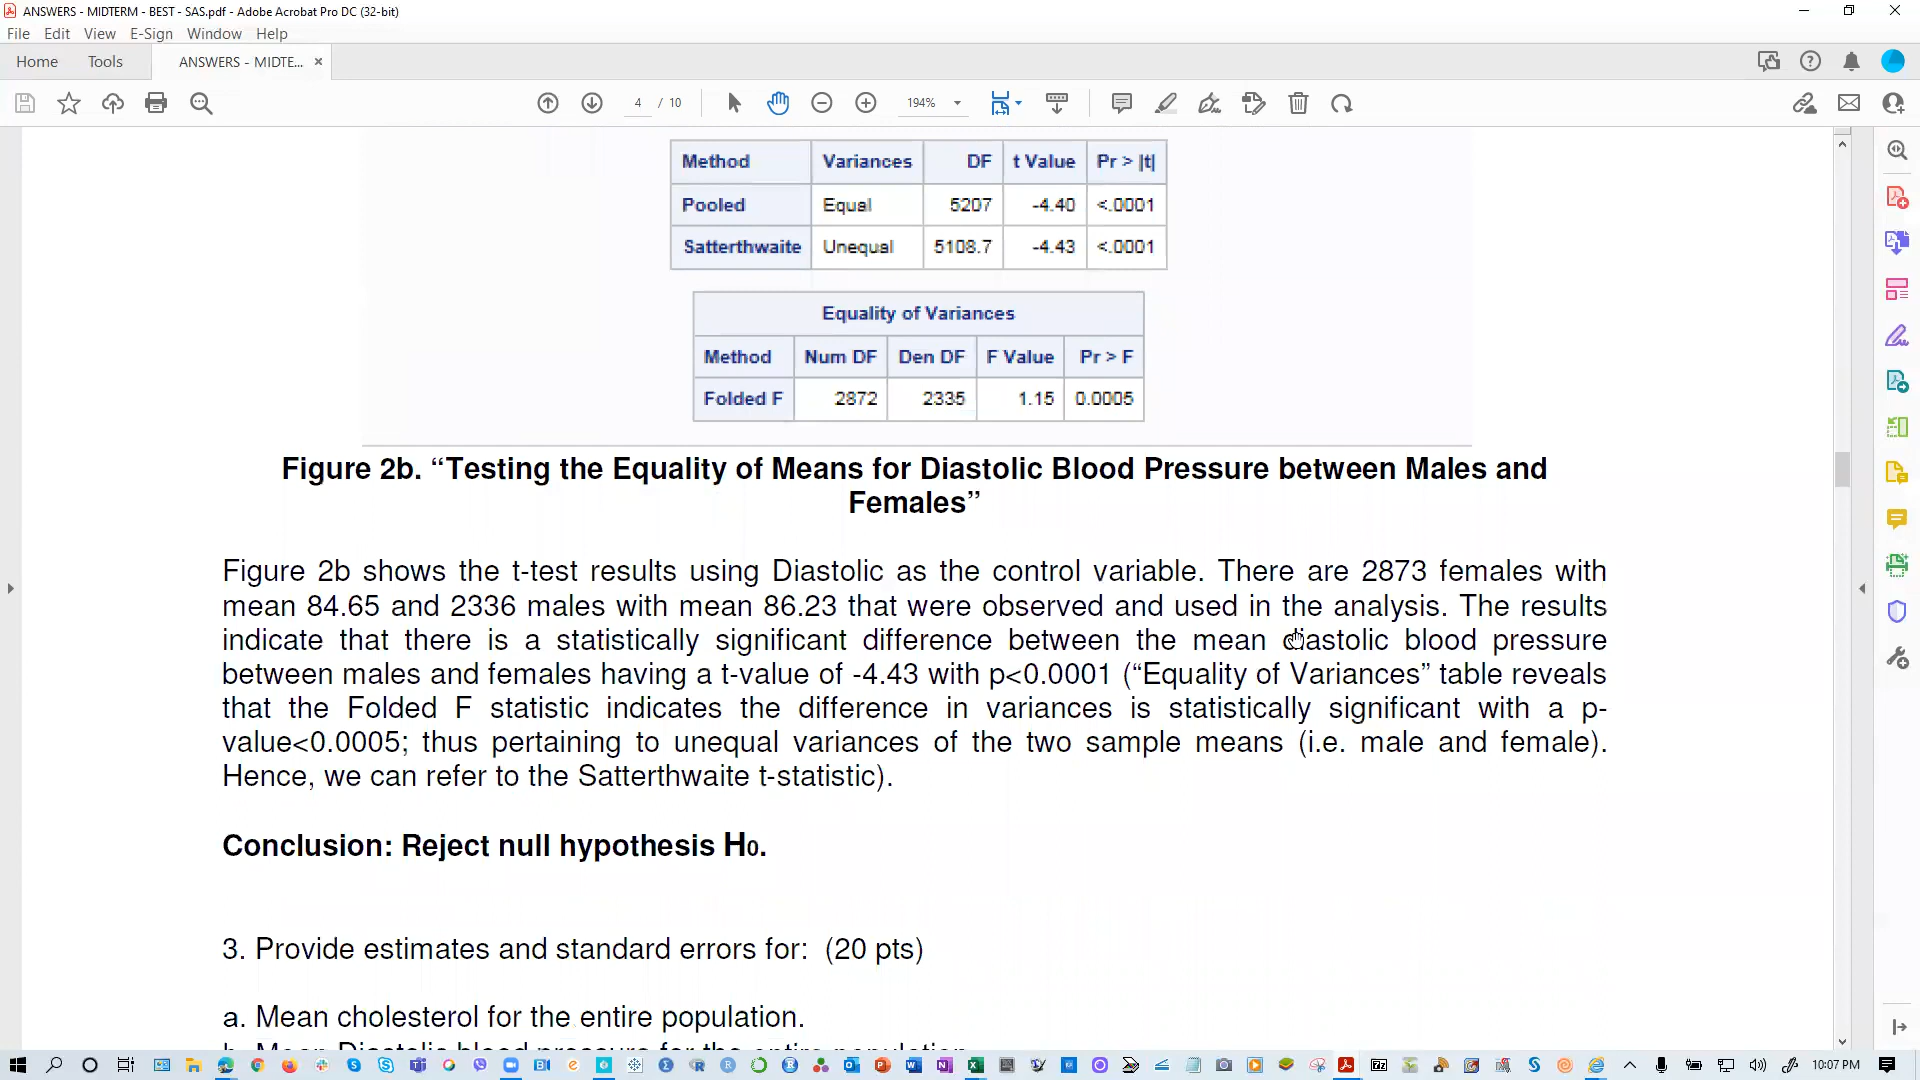 ANSWERS - MIDTERM - BEST - SAS.pdf - Adobe Acrobat Pro DC (32-bit)
File Edit View E-Sign Window Help
Home Tools ANSWERS - MIDTE... ×
4 / 10 194%
Method Variances DF t Value Pr > |t|
Pooled Equal 5207 -4.40 <.0001
Satterthwaite Unequal 5108.7 -4.43 <.0001
Equality of Variances
Method Num DF Den DF F Value Pr > F
Folded F 2872 2335 1.15 0.0005
Figure 2b. “Testing the Equality of Means for Diastolic Blood Pressure between Males and
Females”
Figure 2b shows the t-test results using Diastolic as the control variable. There are 2873 females with
mean 84.65 and 2336 males with mean 86.23 that were observed and used in the analysis. The results
indicate that there is a statistically significant difference between the mean diastolic blood pressure
between males and females having a t-value of -4.43 with p<0.0001 (“Equality of Variances” table reveals
that the Folded F statistic indicates the difference in variances is statistically significant with a p-
value<0.0005; thus pertaining to unequal variances of the two sample means (i.e. male and female).
Hence, we can refer to the Satterthwaite t-statistic).
Conclusion: Reject null hypothesis H0.
3. Provide estimates and standard errors for: (20 pts)
a. Mean cholesterol for the entire population.
b. Mean Diastolic blood pressure for the entire population
10:07 PM